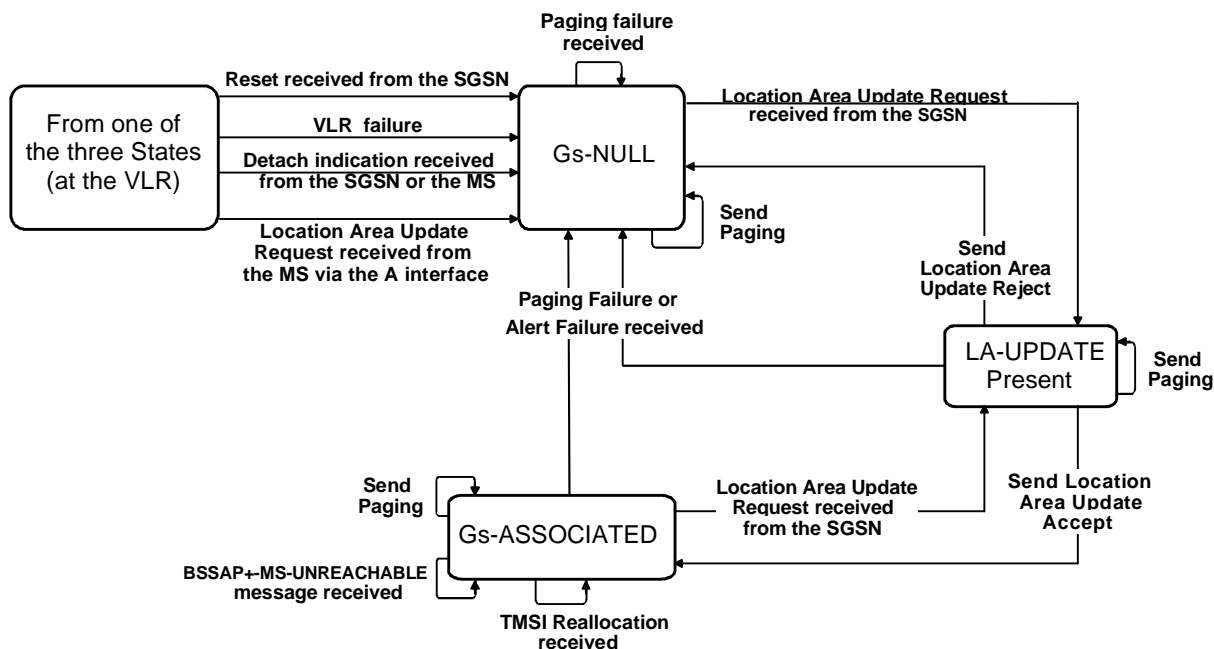 Paging failure
received
Reset received from the SGSN
From one of
the three States
(at the VLR)
VLR failure
Detach indication received
from the SGSN or the MS
Location Area Update
Request received from
the MS via the A interface
Gs-NULL
Location Area Update Request
received from the SGSN
Send
Paging
Send
Location Area
Update Reject
Paging Failure or
Alert Failure received
LA-UPDATE
Present
Send
Paging
Send
Paging
Gs-ASSOCIATED
Location Area Update
Request received
from the SGSN
Send Location
Area Update
Accept
BSSAP+-MS-UNREACHABLE
message received
TMSI Reallocation
received